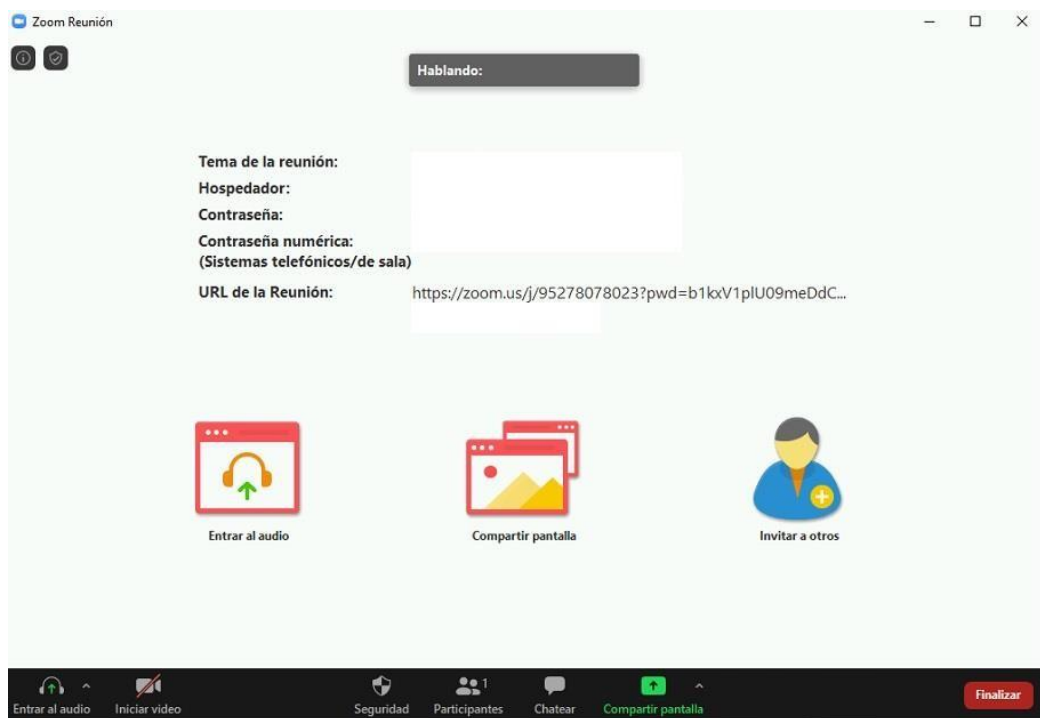 Zoom Reunión
Hablando:
Tema de la reunión:
Hospedador:
Contraseña:
Contraseña numérica:
(Sistemas telefónicos/de sala)
URL de la Reunión: https://zoom.us/j/95278078023?pwd=b1kxV1plU09meDdC...
Entrar al audio Compartir pantalla Invitar a otros
1
Entrar al audio Iniciar video Seguridad Participantes Chatear Compartir pantalla Finalizar